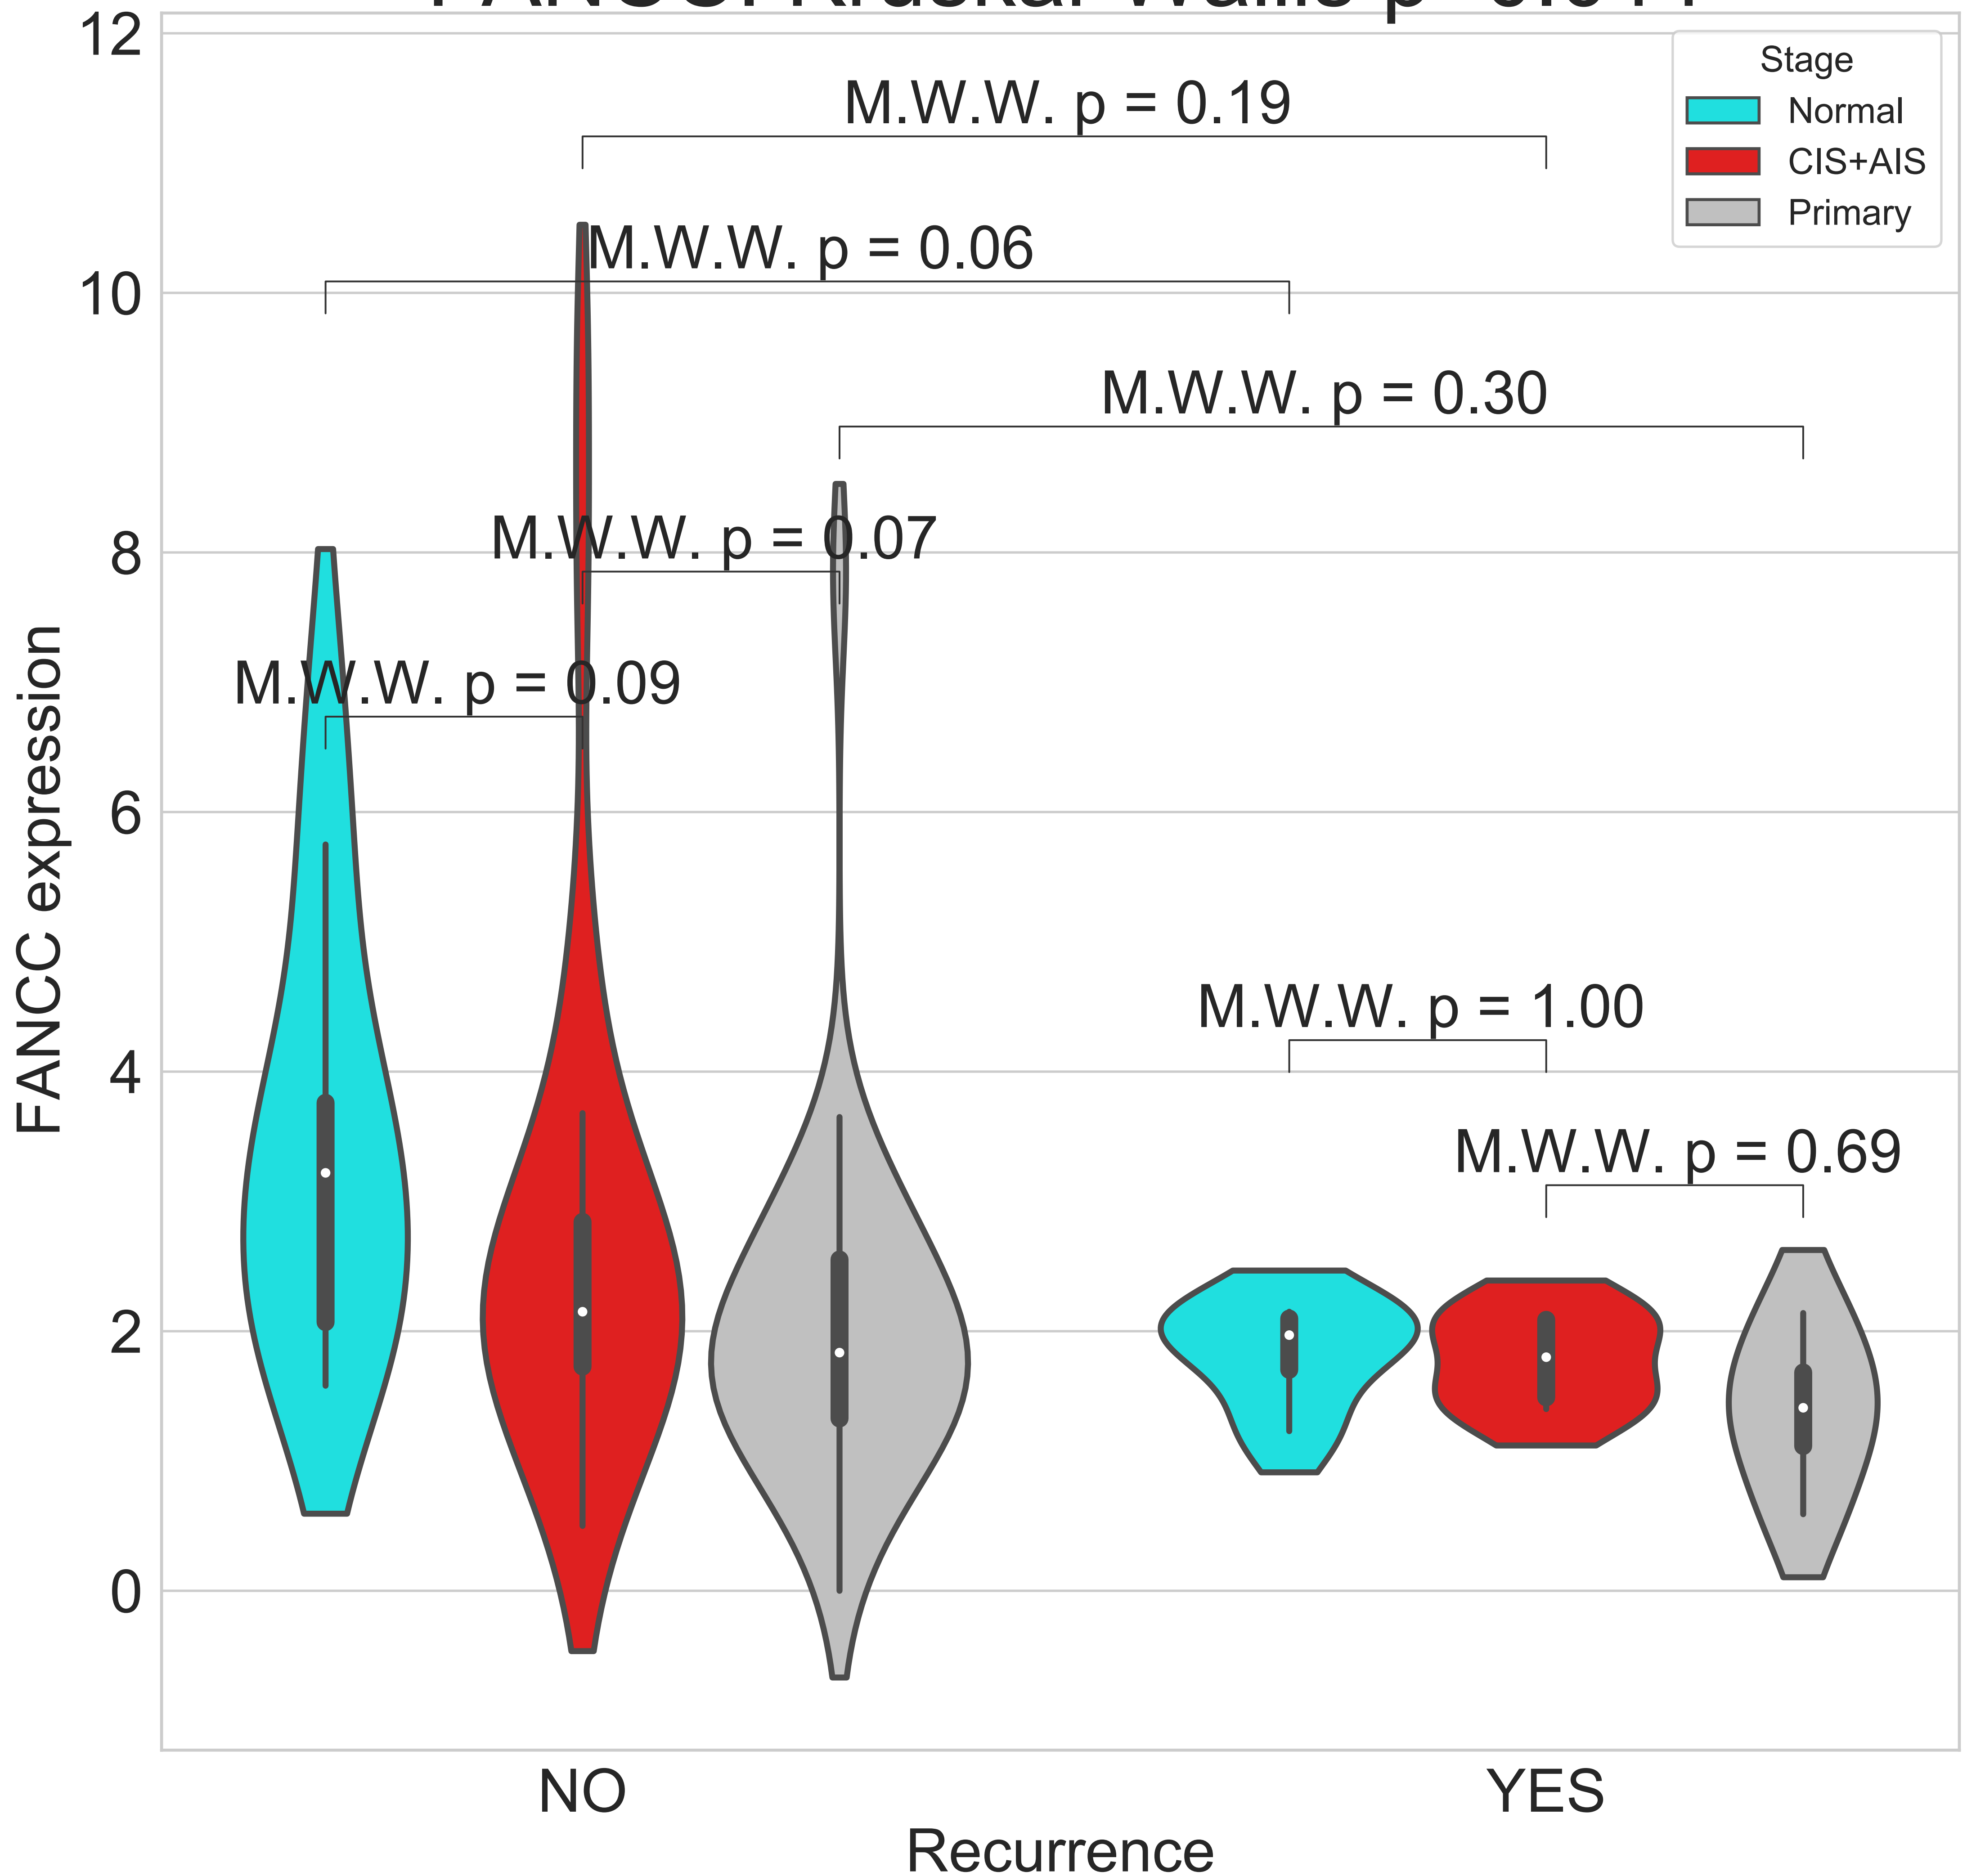 12
M.W.W. p = 0.19
Stage
Normal
CIS+AIS
Primary
M.W.W. p = 0.06
10
M.W.W. p = 0.30
M.W.W. p = 0.07
8
M.W.W. p = 0.09
6
FANCC expression
M.W.W. p = 1.00
4
M.W.W. p = 0.69
2
0
NO
YES
Recurrence